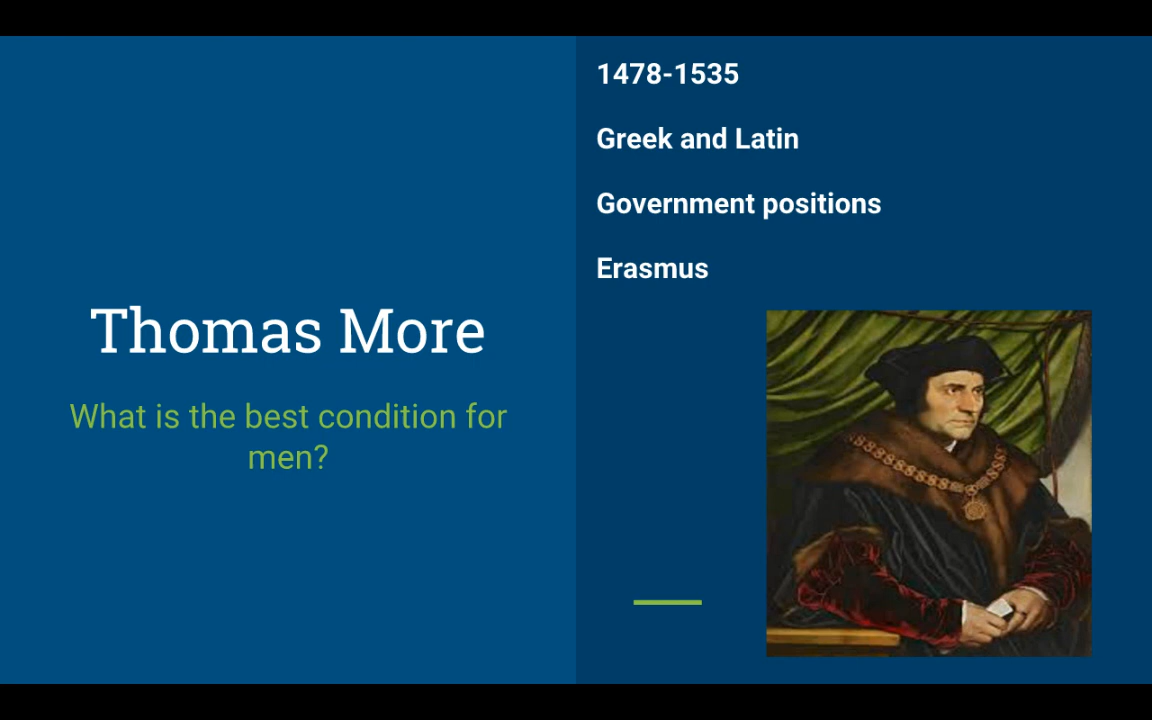 Thomas More
What is the best condition for
men?
1478-1535
Greek and Latin
Government positions
Erasmus